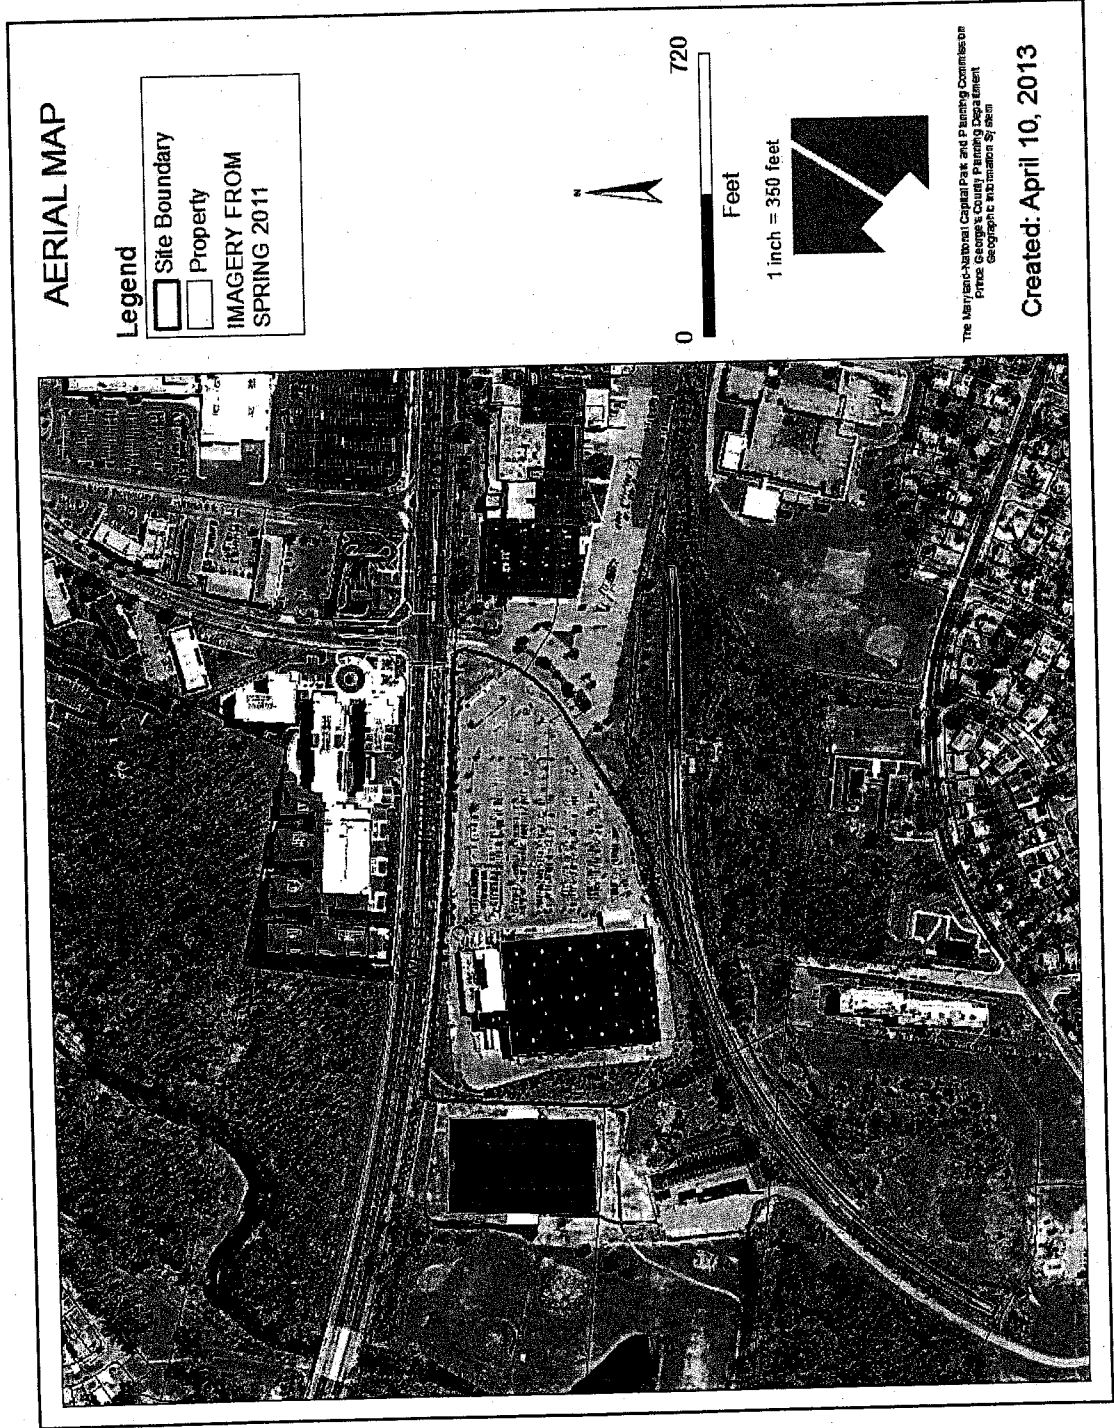 AERIAL MAP
Legend
Site Boundary
Property
IMAGERY FROM
SPRING 2011
N
0
720
Feet
1 inch = 350 feet
The Maryland-National Capital Park and Planning Commission
Prince George's County Planning Department
Geographic Information System
Created: April 10, 2013